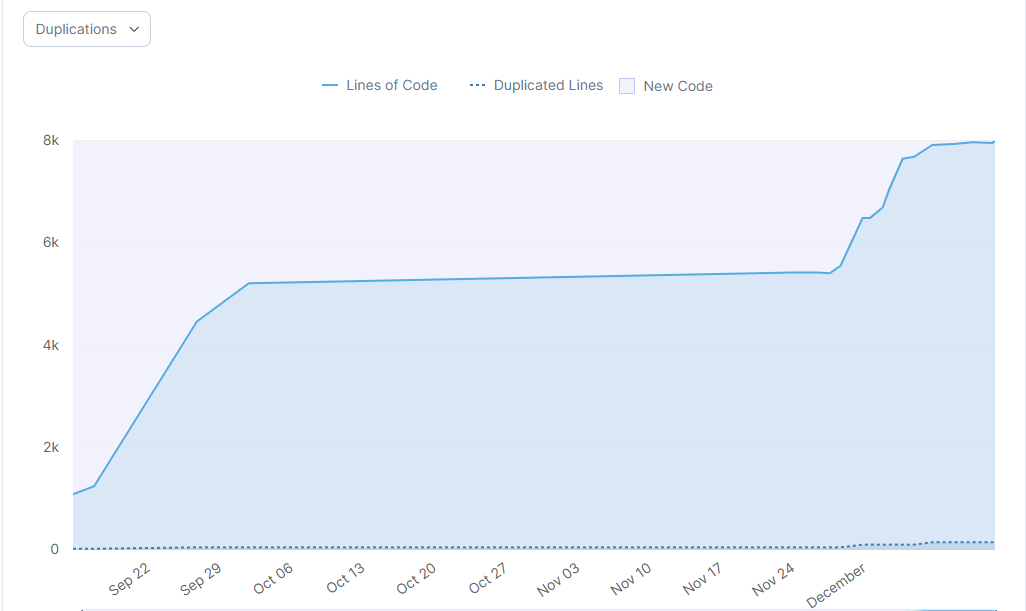 Duplications
Lines of Code Duplicated Lines New Code
8k
6k
4k
2k
0
Sep 22 Sep 29 Oct 06 Oct 13 Oct 20 Oct 27 Nov 03 Nov 10 Nov 17 Nov 24 December